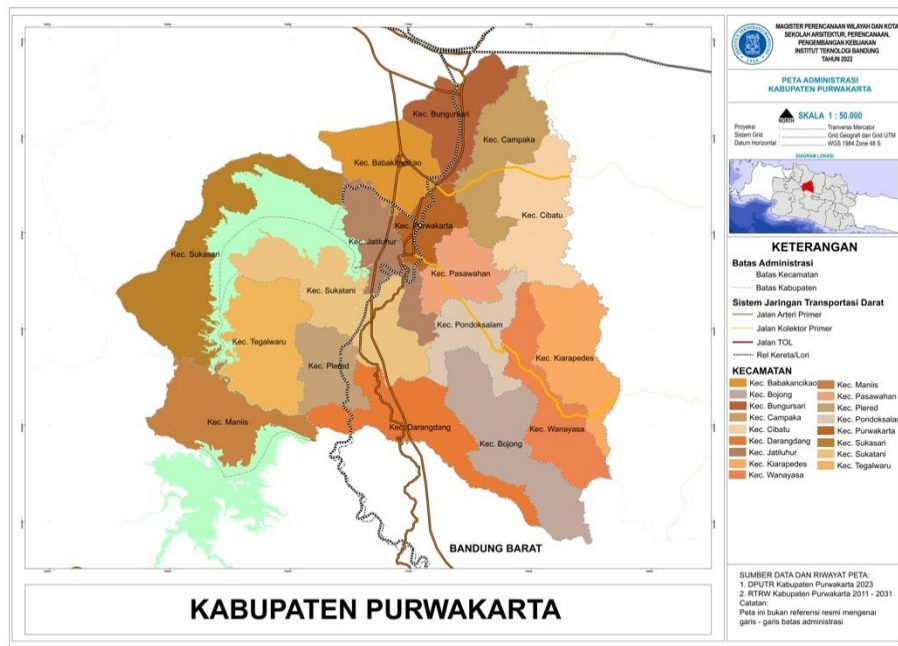 MAGISTER PERENCANAAN WILAYAH DAN KOTA
SEKOLAH ARSITEKTUR, PERENCANAAN,
PENGEMBANGAN KEBIJAKAN
INSTITUT TEKNOLOGI BANDUNG
TAHUN 2022
PETA ADMINISTRASI
KABUPATEN PURWAKARTA
NORTH
SKALA 1 : 50.000
Proyeksi : Tranverse Mercator
Sistem Grid : Grid Geografi dan Grid UTM
Datum Horizontal : WGS 1984 Zone 48 S
DIAGRAM LOKASI
KETERANGAN
Batas Administrasi
Batas Kecamatan
Batas Kabupaten
Sistem Jaringan Transportasi Darat
Jalan Arteri Primer
Jalan Kolektor Primer
Jalan TOL
Rel Kereta/Lori
KECAMATAN
Kec. Babakancikao
Kec. Bojong
Kec. Bungursari
Kec. Campaka
Kec. Cibatu
Kec. Darangdang
Kec. Jatiluhur
Kec. Kiarapedes
Kec. Wanayasa
Kec. Maniis
Kec. Pasawahan
Kec. Plered
Kec. Pondoksalam
Kec. Purwakarta
Kec. Sukasari
Kec. Sukatani
Kec. Tegalwaru
SUMBER DATA DAN RIWAYAT PETA:
1. DPUTR Kabupaten Purwakarta 2023
2. RTRW Kabupaten Purwakarta 2011 - 2031
Catatan:
Peta ini bukan referensi resmi mengenai
garis - garis batas administrasi
Kec. Bungursari
Kec. Campaka
Kec. Babakancikao
Kec. Cibatu
Kec. Purwakarta
Kec. Jatiluhur
Kec. Sukasari
Kec. Pasawahan
Kec. Sukatani
Kec. Pondoksalam
Kec. Tegalwaru
Kec. Kiarapedes
Kec. Plered
Kec. Maniis
Kec. Darangdang
Kec. Wanayasa
Kec. Bojong
BANDUNG BARAT
KABUPATEN PURWAKARTA